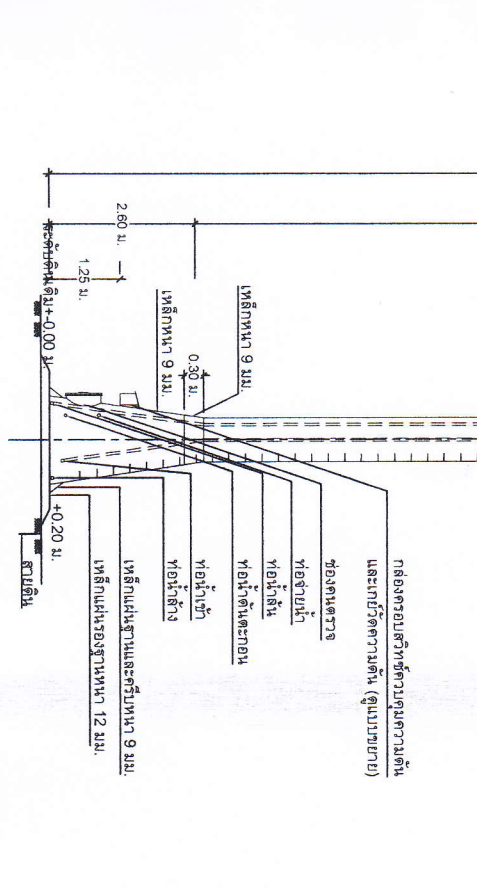 กล่องครอบสวิทซ์ควบคุมความดัน
และเกย์วัดความดัน (ดูแบบขยาย)
ช่องคนตรวจ
ท่อจ่ายน้ำ
ท่อน้ำล้น
ท่อน้ำดันตะกอน
ท่อน้ำเข้า
ท่อน้ำล้าง
เหล็กแผ่นฐานและครีบหนา 9 มม.
เหล็กแผ่นรองฐานหนา 12 มม.
เหล็กหนา 9 มม.
0.30 ม.
เหล็กหนา 9 มม.
2.60 ม.
1.25 ม.
ระดับดินเดิม+-0.00 ม
+0.20 ม.
สายดิน